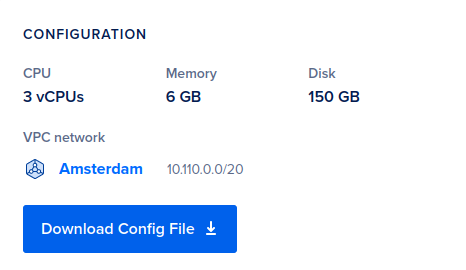 CONFIGURATION
CPU Memory Disk
3 vCPUs 6 GB 150 GB
VPC network
Amsterdam 10.110.0.0/20
Download Config File